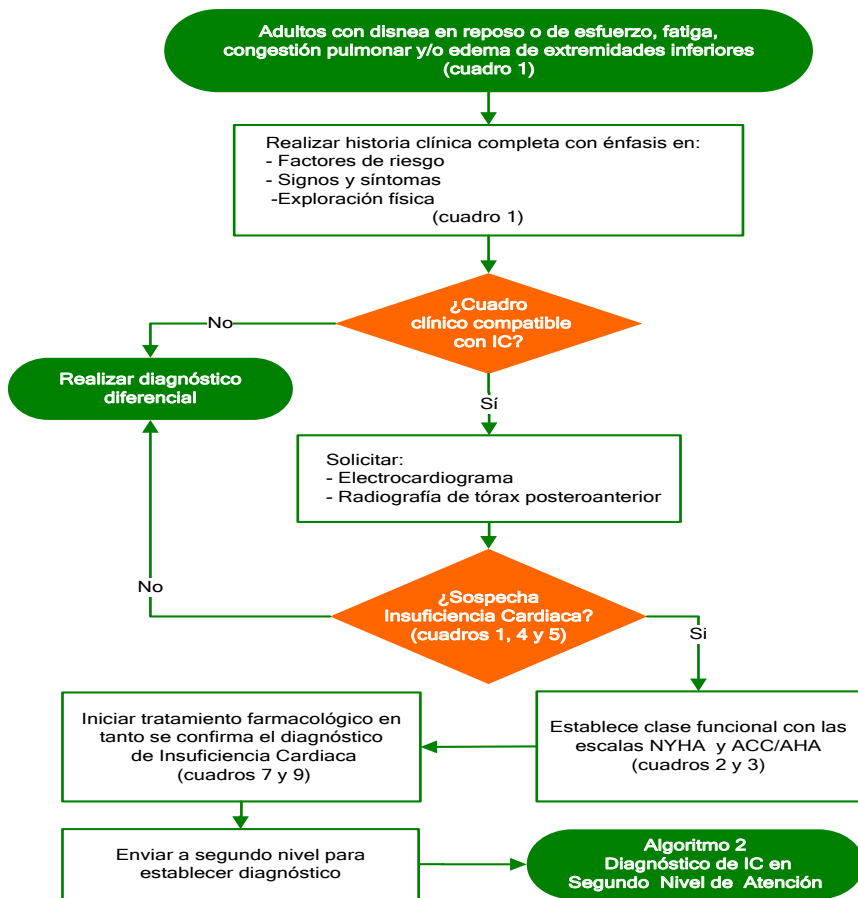 Adultos con disnea en reposo o de esfuerzo, fatiga,
congestión pulmonar y/o edema de extremidades inferiores
(cuadro 1)
Realizar historia clínica completa con énfasis en:
- Factores de riesgo
- Signos y síntomas
-Exploración física
(cuadro 1)
¿Cuadro
clínico compatible
con IC?
No
Realizar diagnóstico
diferencial
Sí
Solicitar:
- Electrocardiograma
- Radiografía de tórax posteroanterior
¿Sospecha
Insuficiencia Cardiaca?
(cuadros 1, 4 y 5)
No
Si
Iniciar tratamiento farmacológico en
tanto se confirma el diagnóstico
de Insuficiencia Cardiaca
(cuadros 7 y 9)
Establece clase funcional con las
escalas NYHA y ACC/AHA
(cuadros 2 y 3)
Enviar a segundo nivel para
establecer diagnóstico
Algoritmo 2
Diagnóstico de IC en
Segundo Nivel de Atención